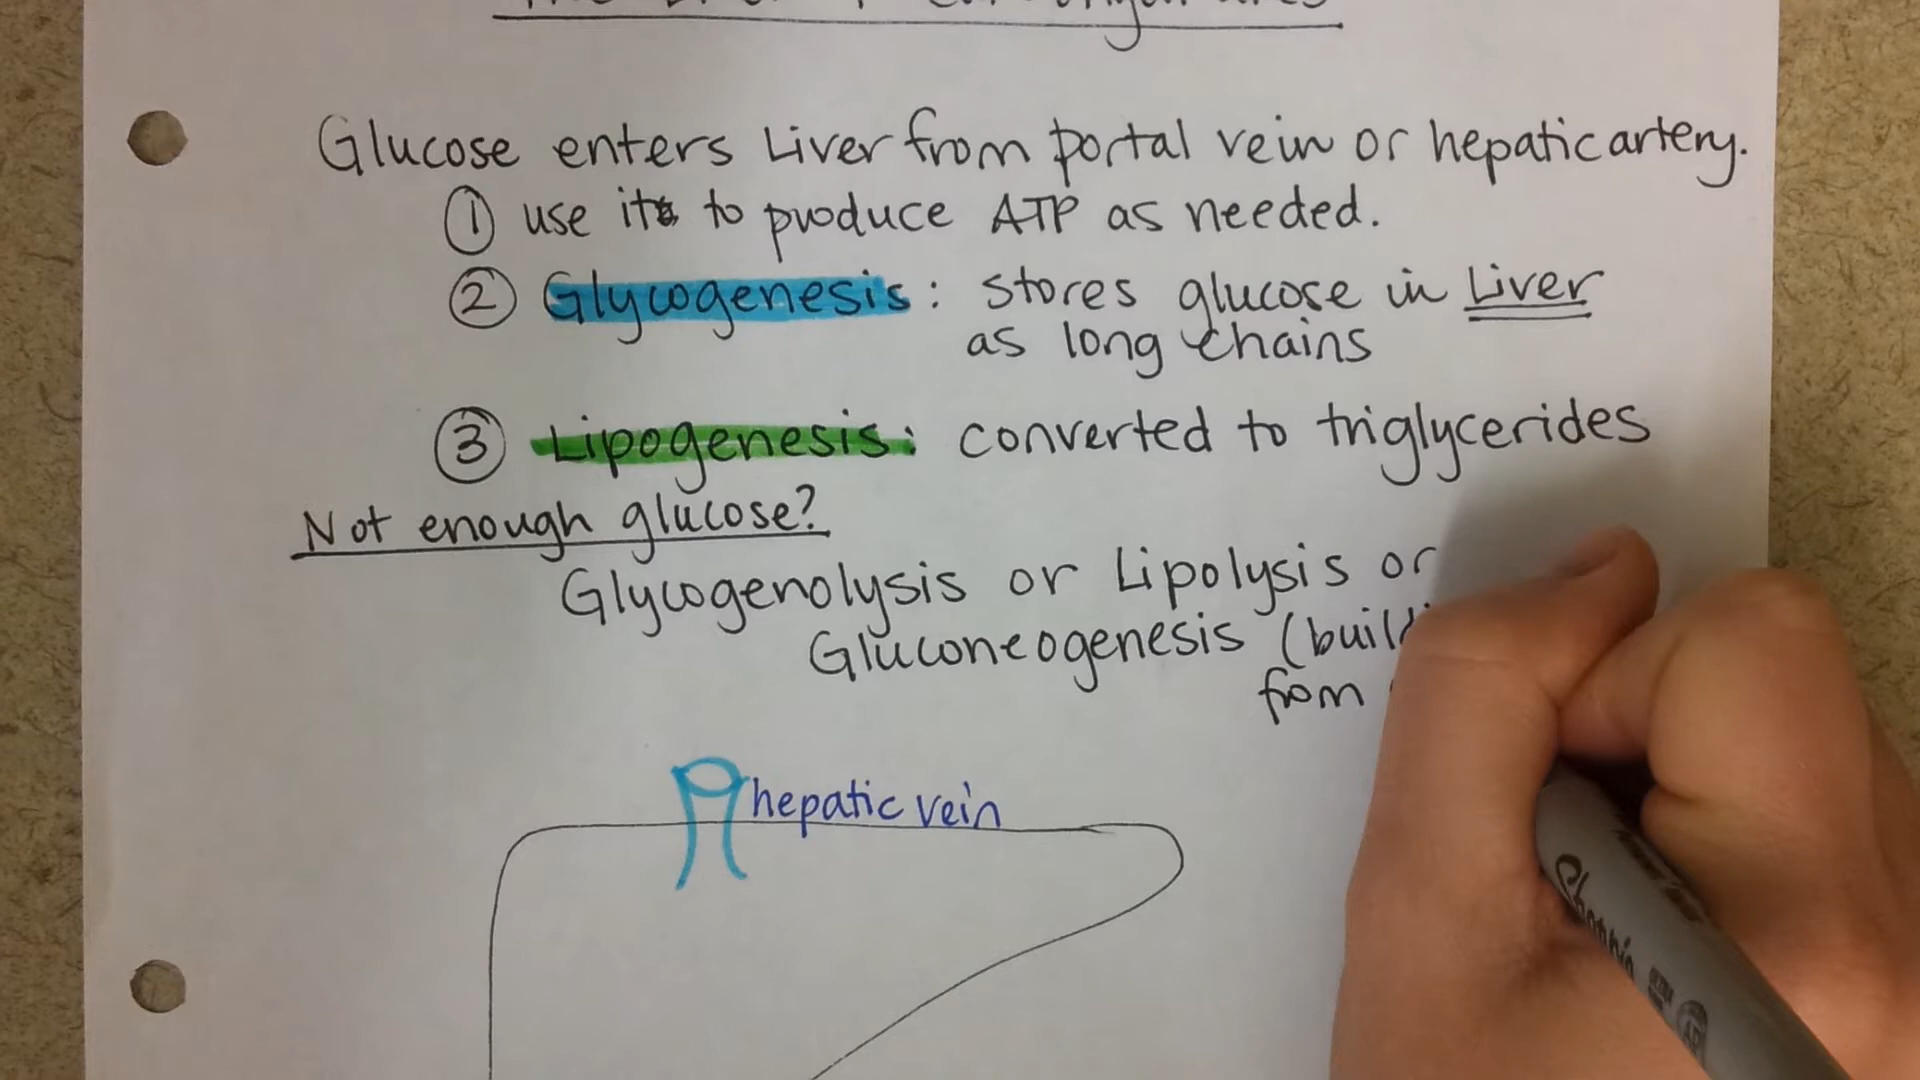 Glucose enters Liver from portal vein or hepatic artery.
① use it to produce ATP as needed.
② Glycogenesis: stores glucose in Liver
as long chains
③ Lipogenesis: converted to triglycerides
Not enough glucose?
Glycogenolysis or Lipolysis or
Gluconeogenesis (build
from
hepatic vein
Sharpie